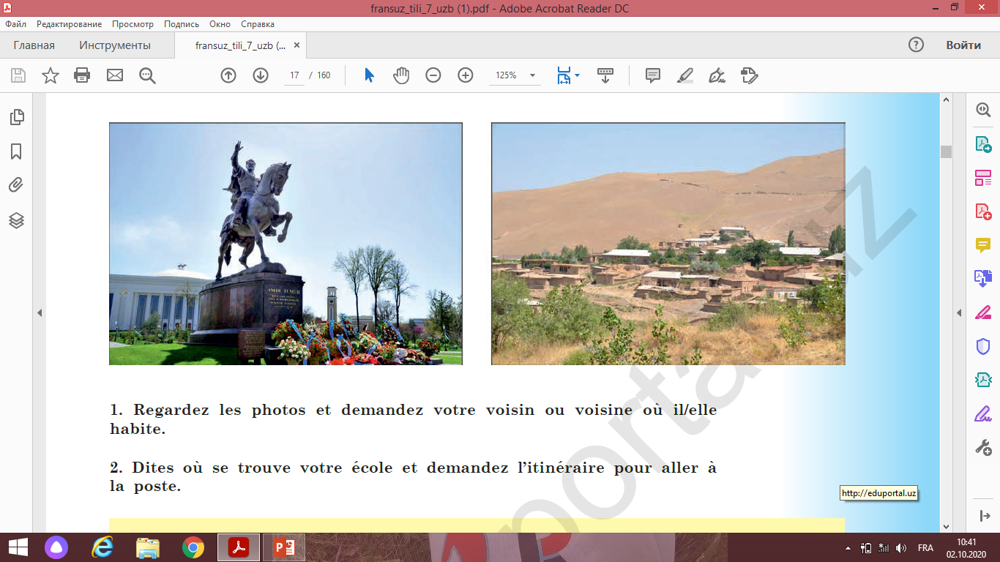 fransuz_tili_7_uzb (1).pdf - Adobe Acrobat Reader DC
Файл Редактирование Просмотр Подпись Окно Справка
Главная Инструменты fransuz_tili_7_uzb (... × Войти
17 / 160 125%
AMIR TEMUR
1. Regardez les photos et demandez votre voisin ou voisine où il/elle
habite.
2. Dites où se trouve votre école et demandez l'itinéraire pour aller à
la poste.
http://eduportal.uz
portal.uz
FRA
10:41
02.10.2020